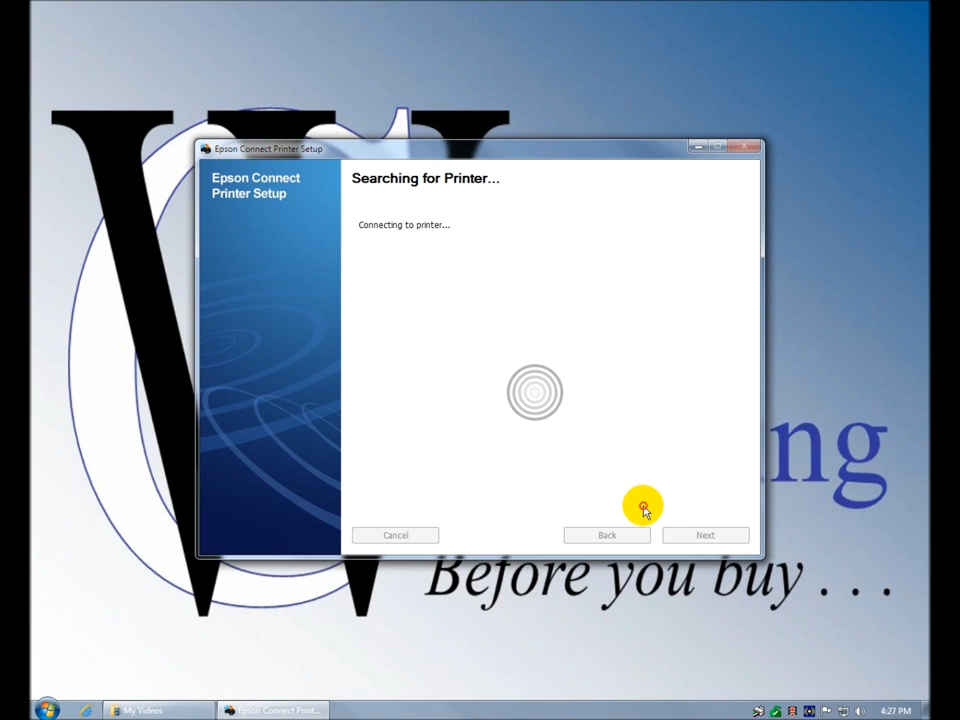 Epson Connect Printer Setup
Epson Connect
Printer Setup
Searching for Printer...
Connecting to printer...
Cancel
Back
Next
ng
Before you buy . . .
My Videos
Epson Connect Print...
4:27 PM